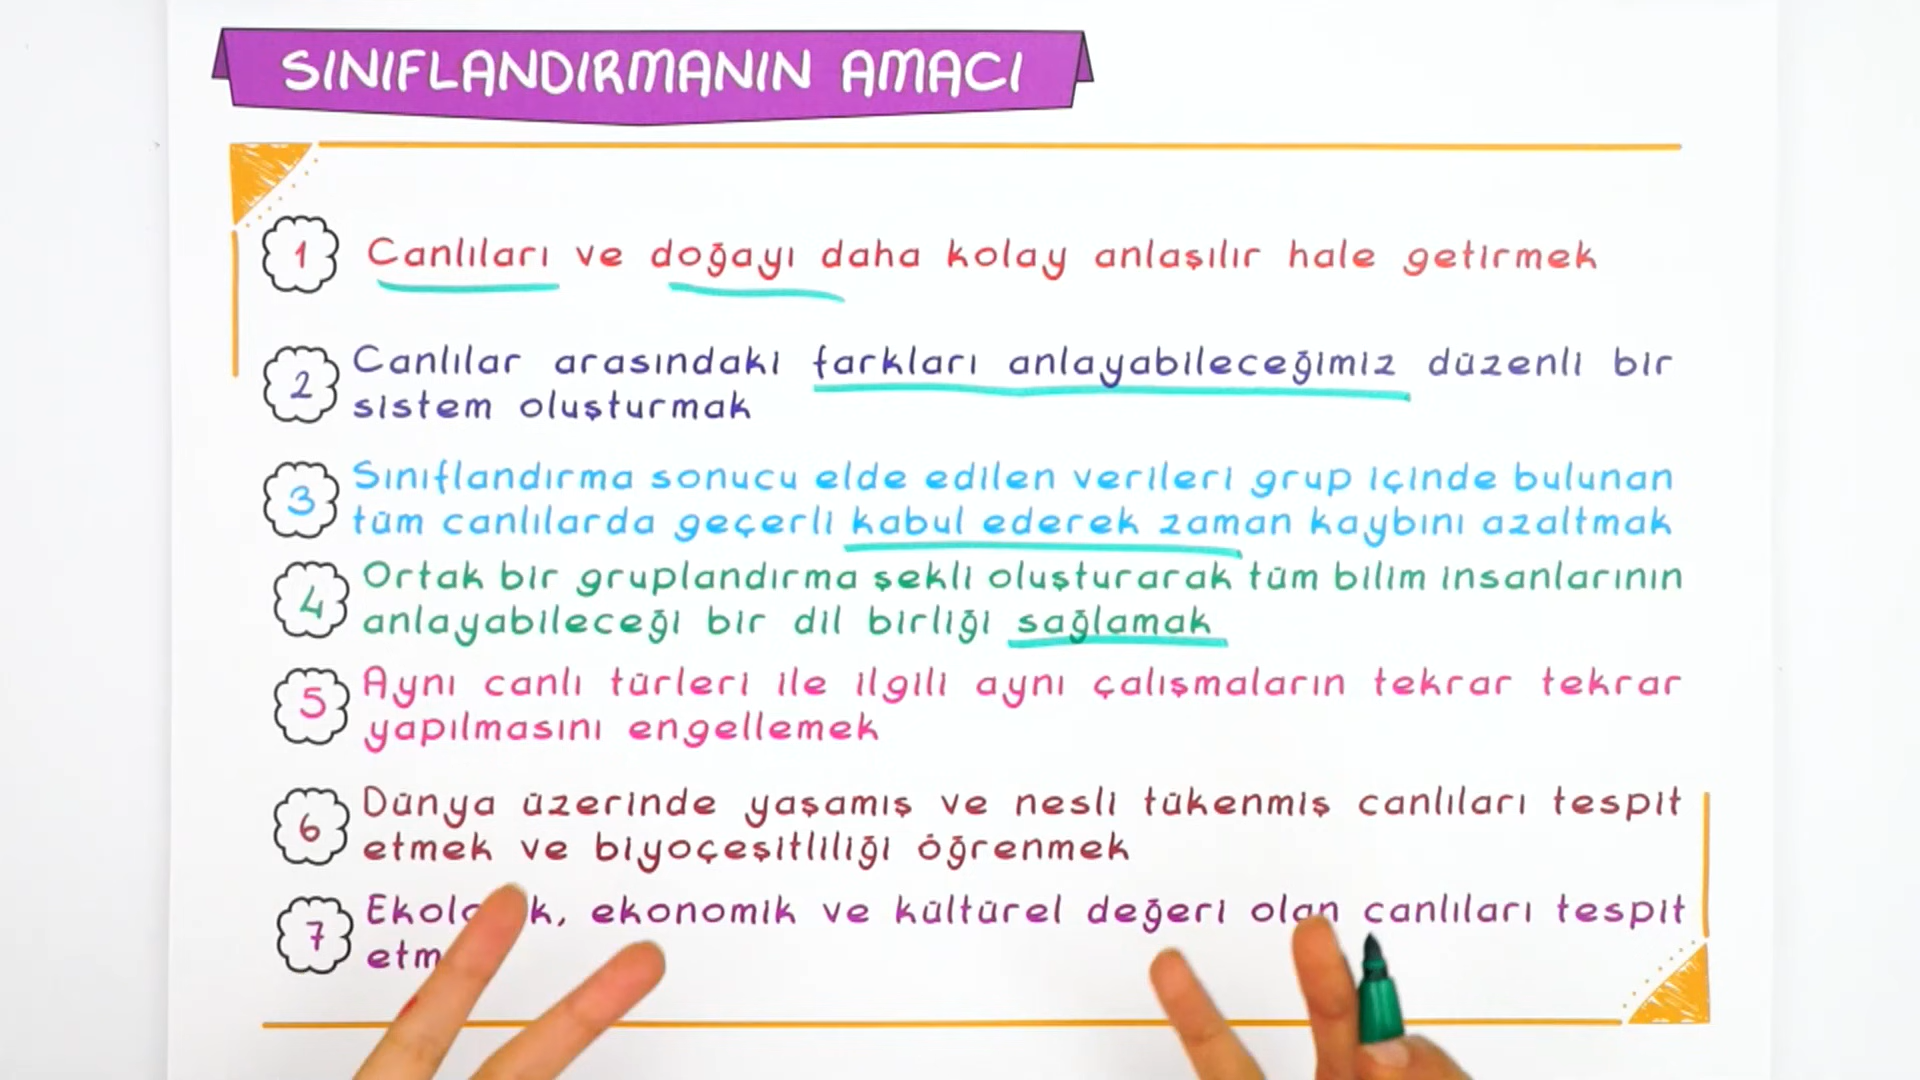 SINIFLANDIRMANIN AMACI
1 Canlıları ve doğayı daha kolay anlaşılır hale getirmek
2 Canlılar arasındaki farkları anlayabileceğimiz düzenli bir
sistem oluşturmak
3 Sınıflandırma sonucu elde edilen verileri grup içinde bulunan
tüm canlılarda geçerli kabul ederek zaman kaybını azaltmak
4 Ortak bir gruplandırma şekli oluşturarak tüm bilim insanlarının
anlayabileceği bir dil birliği sağlamak
5 Aynı canlı türleri ile ilgili aynı çalışmaların tekrar tekrar
yapılmasını engellemek
6 Dünya üzerinde yaşamış ve nesli tükenmiş canlıları tespit
etmek ve biyoçeşitliliği öğrenmek
7 ekonomik ve kültürel değeri olan canlıları tespit